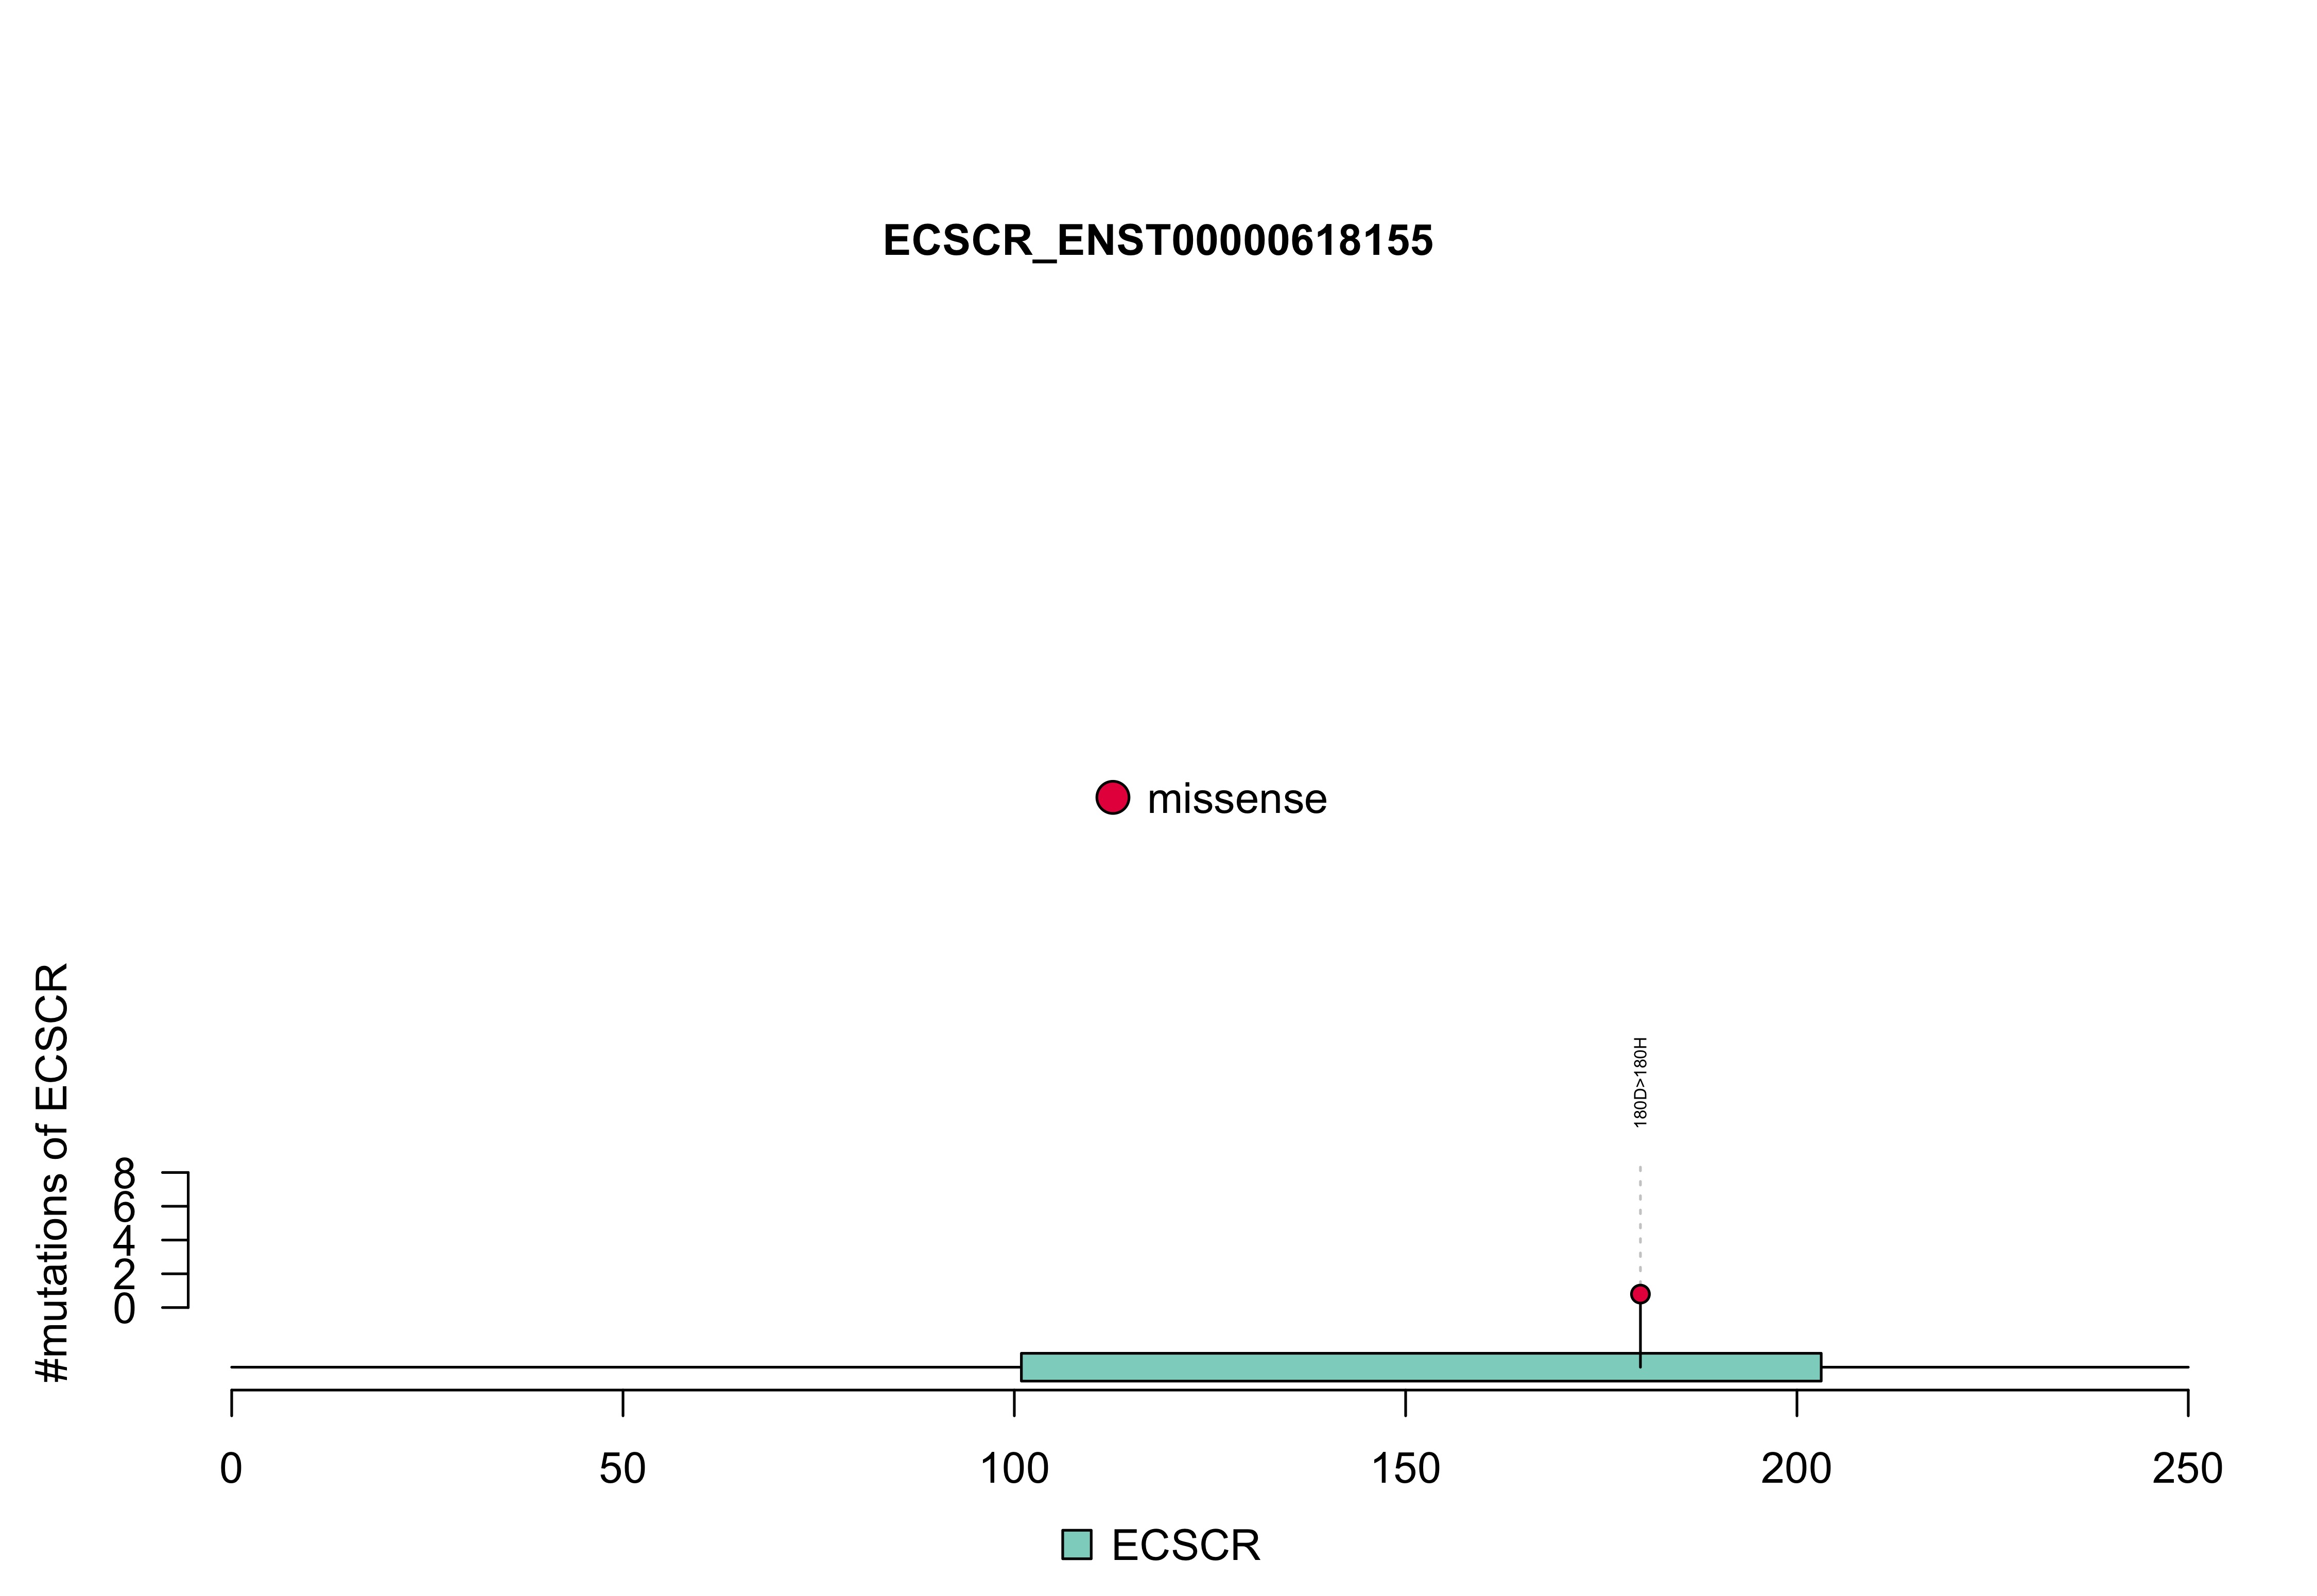 ECSCR_ENST00000618155
missense
#mutations of ECSCR
180D>180H
8
6
4
2
0
0 50 100 150 200 250
ECSCR